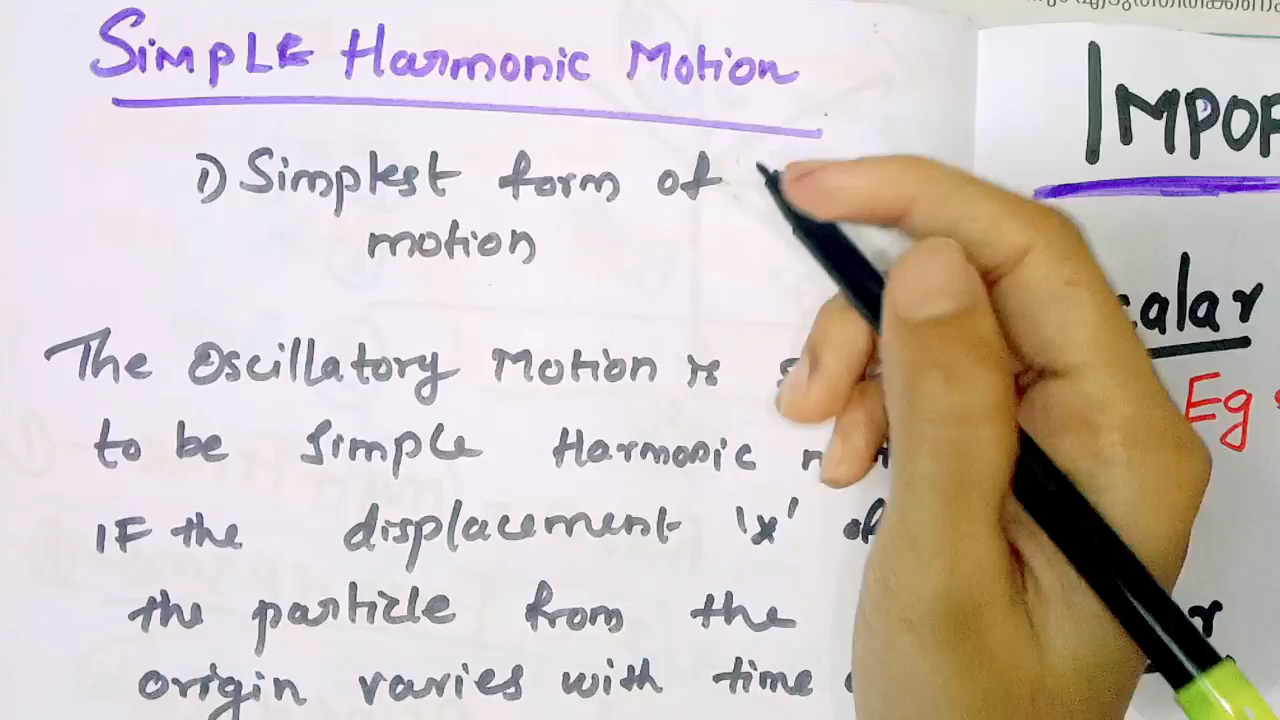 SIMPLE Harmonic Motion
1) Simplest form of
motion
The Oscillatory Motion is
to be Simple Harmonic
IF the displacement 'x' of
the particle from the
origin varies with time
IMPOR
calar
Eg